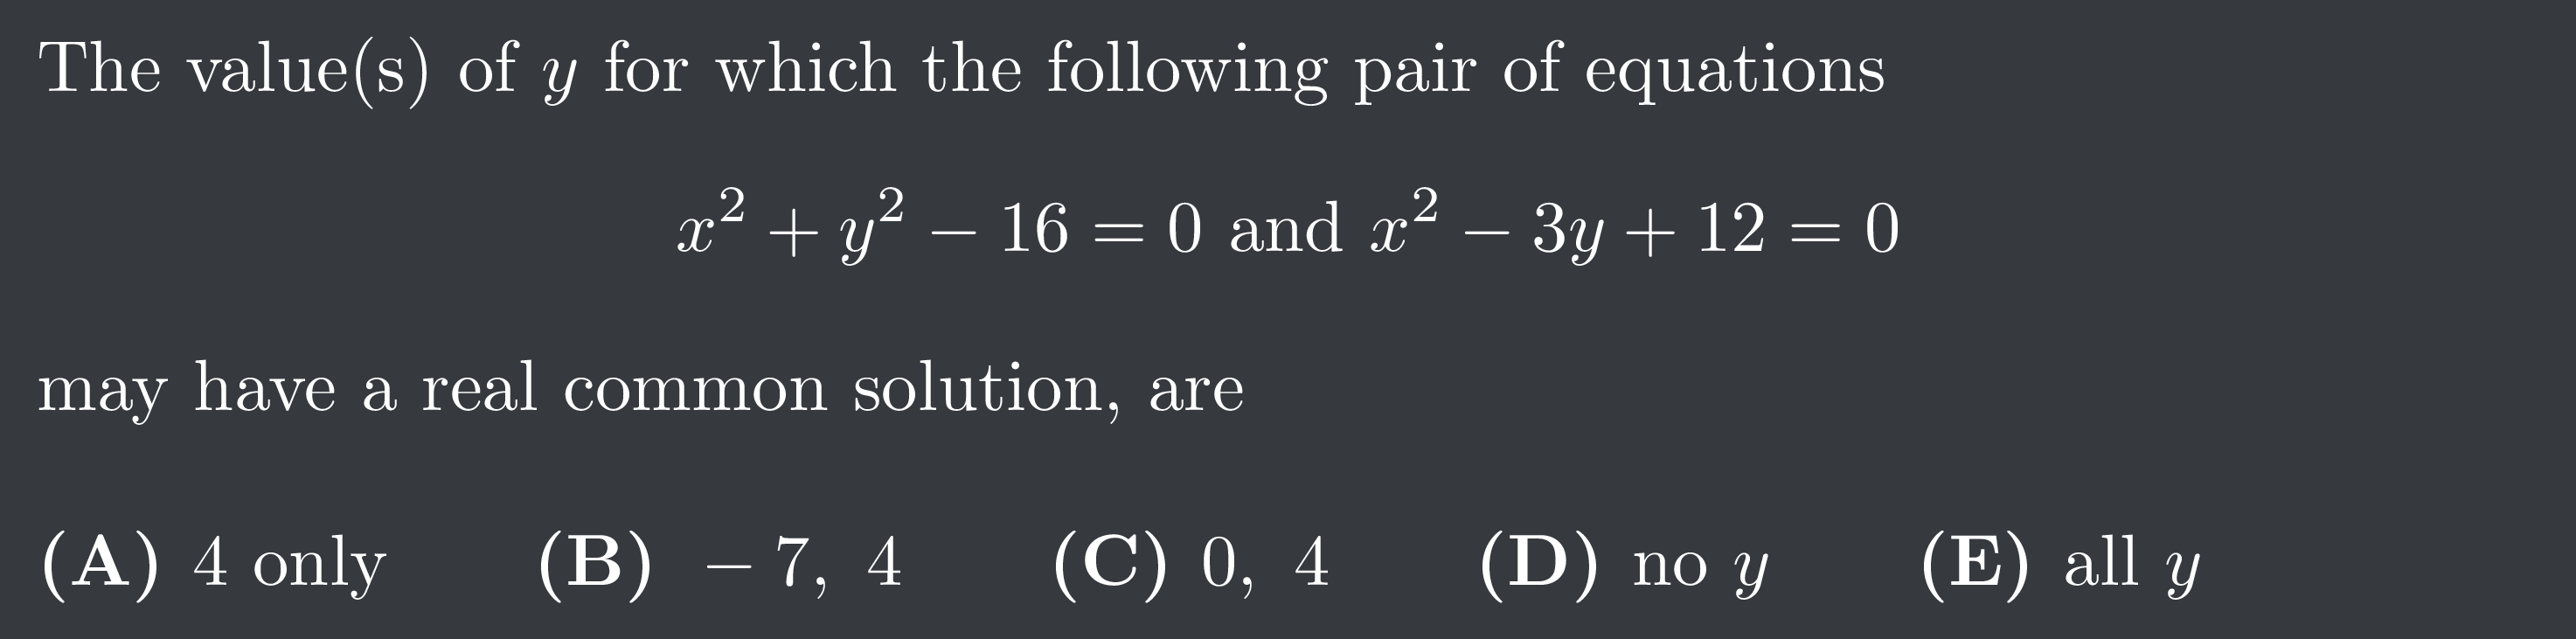 The value(s) of y for which the following pair of equations
x² + y² − 16 = 0 and x² − 3y + 12 = 0
may have a real common solution, are
(A) 4 only (B) − 7, 4 (C) 0, 4 (D) no y (E) all y